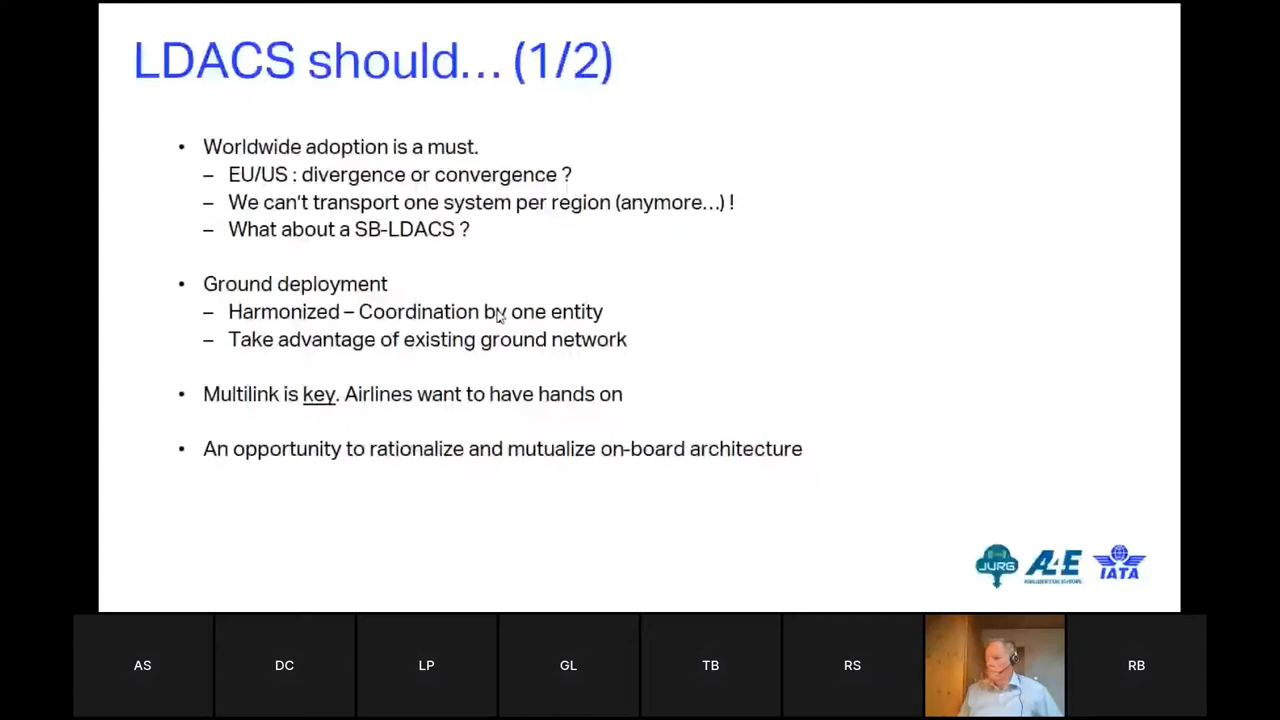 LDACS should... (1/2)
• Worldwide adoption is a must.
– EU/US : divergence or convergence ?
– We can't transport one system per region (anymore...) !
– What about a SB-LDACS ?
• Ground deployment
– Harmonized – Coordination by one entity
– Take advantage of existing ground network
• Multilink is key. Airlines want to have hands on
• An opportunity to rationalize and mutualize on-board architecture
JURG
A4E
IATA
AS
DC
LP
GL
TB
RS
RB